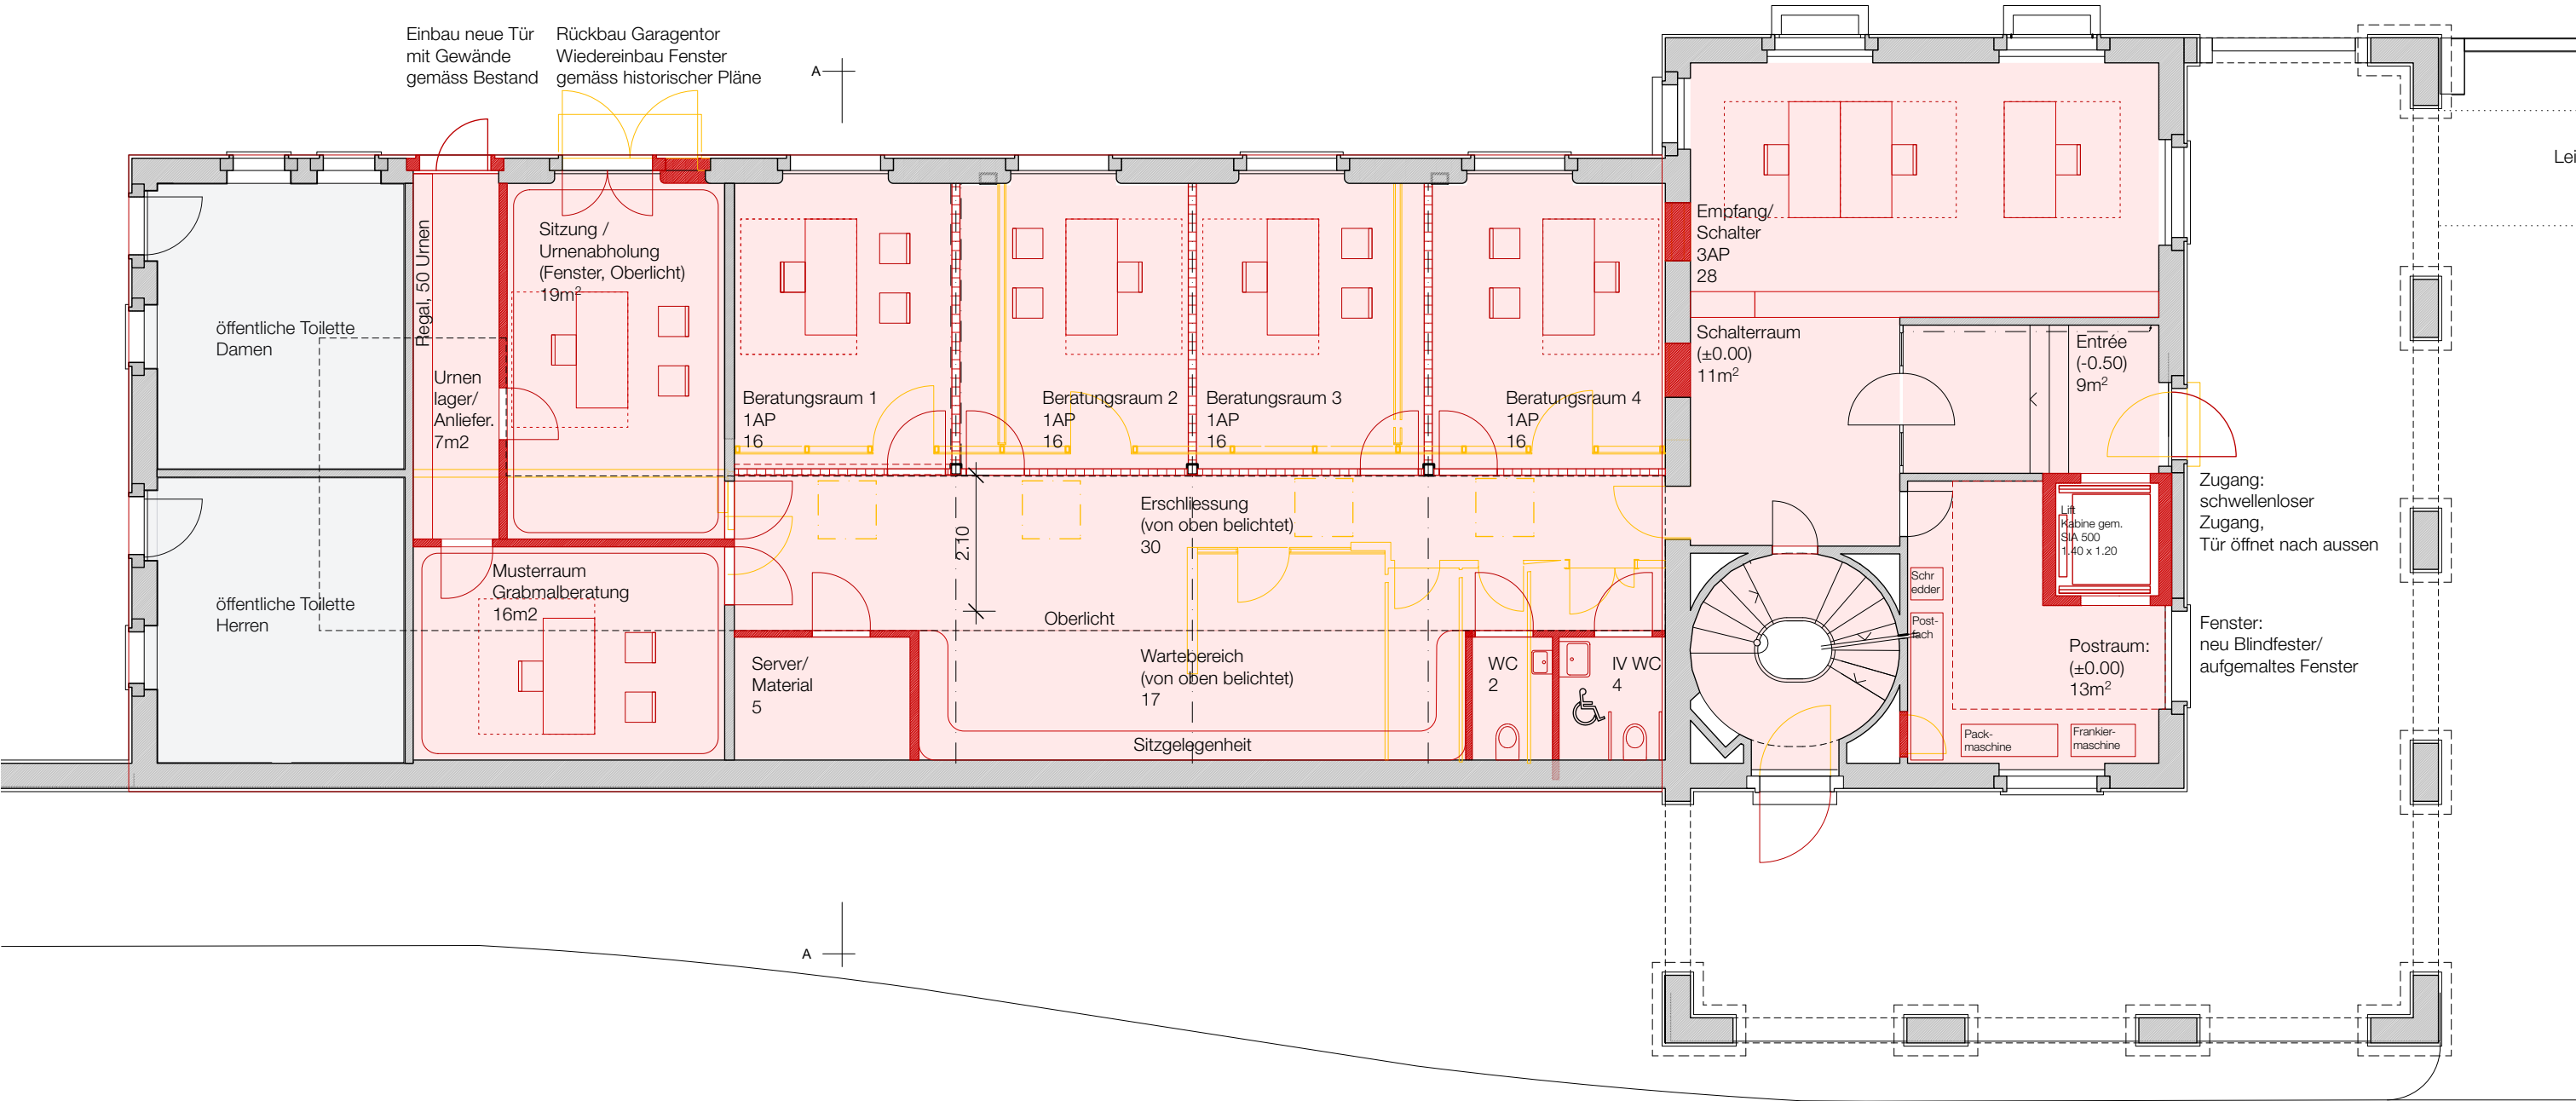 Einbau neue Tür
mit Gewände
gemäss Bestand
Rückbau Garagentor
Wiedereinbau Fenster
gemäss historischer Pläne
A
öffentliche Toilette
Damen
öffentliche Toilette
Herren
Regal, 50 Urnen
Urnen
lager/
Anliefer.
7m2
Sitzung /
Urnenabholung
(Fenster, Oberlicht)
19m²
Musterraum
Grabmalberatung
16m2
Beratungsraum 1
1AP
16
Beratungsraum 2
1AP
16
Beratungsraum 3
1AP
16
Beratungsraum 4
1AP
16
Erschliessung
(von oben belichtet)
30
2.10
Oberlicht
Server/
Material
5
Wartebereich
(von oben belichtet)
17
Sitzgelegenheit
WC
2
IV WC
4
Empfang/
Schalter
3AP
28
Schalterraum
(±0.00)
11m²
Entrée
(-0.50)
9m²
Lift
Kabine gem.
SIA 500
1.40 x 1.20
Schr
edder
Post-
fach
Postraum:
(±0.00)
13m²
Pack-
maschine
Frankier-
maschine
Zugang:
schwellenloser
Zugang,
Tür öffnet nach aussen
Fenster:
neu Blindfester/
aufgemaltes Fenster
Lei
A